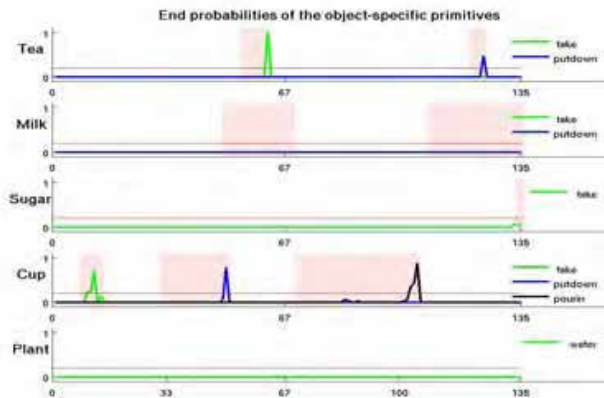 End probabilities of the object-specific primitives
Tea
1
0
0 67 135
take
putdown
Milk
1
0
0 67 135
take
putdown
Sugar
1
0
0 67 135
take
Cup
1
0
0 67 135
take
putdown
pourin
Plant
1
0
0 33 67 100 135
water